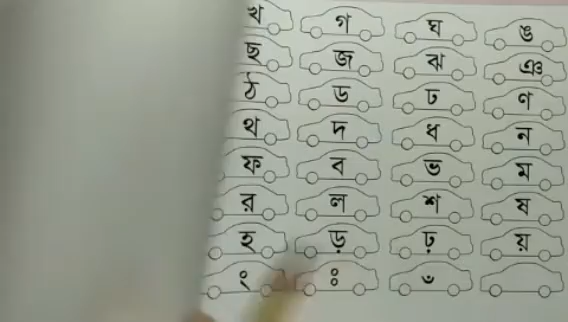 খ গ ঘ ঙ
ছ জ ঝ ঞ
ঠ ড ঢ ণ
থ দ ধ ন
ফ ব ভ ম
র ল শ ষ
হ ড় ঢ় য়
ং ঃ ঁ